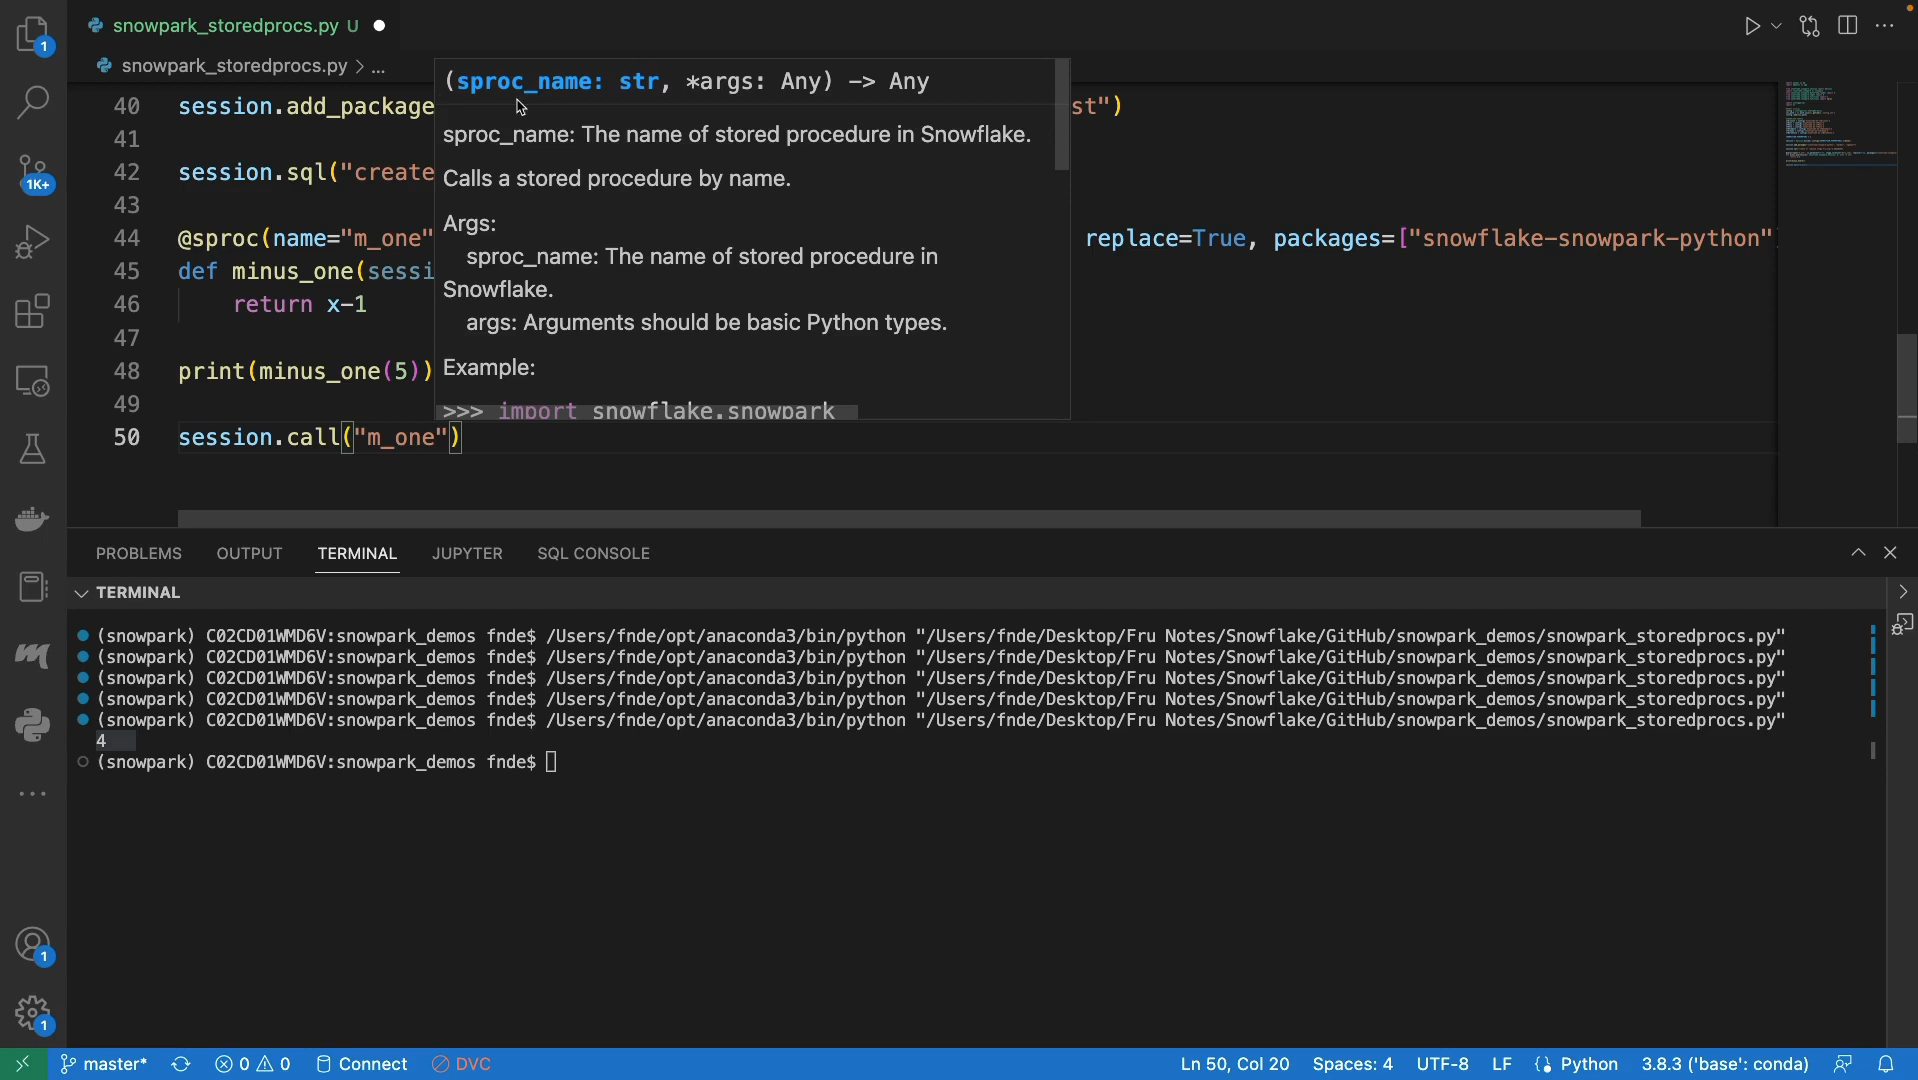 snowpark_storedprocs.py U
1
snowpark_storedprocs.py > ...
(sproc_name: str, *args: Any) -> Any
40 session.add_package st")
sproc_name: The name of stored procedure in Snowflake.
41
42 session.sql("create
Calls a stored procedure by name.
1K+
43
Args:
44 @sproc(name="m_one" replace=True, packages=["snowflake-snowpark-python"
sproc_name: The name of stored procedure in
45 def minus_one(sessi
Snowflake.
46 return x-1
args: Arguments should be basic Python types.
47
48 print(minus_one(5))
Example:
49
>>> import snowflake.snowpark
50 session.call("m_one")
PROBLEMS OUTPUT TERMINAL JUPYTER SQL CONSOLE
TERMINAL
(snowpark) C02CD01WMD6V:snowpark_demos fnde$ /Users/fnde/opt/anaconda3/bin/python "/Users/fnde/Desktop/Fru Notes/Snowflake/GitHub/snowpark_demos/snowpark_storedprocs.py"
(snowpark) C02CD01WMD6V:snowpark_demos fnde$ /Users/fnde/opt/anaconda3/bin/python "/Users/fnde/Desktop/Fru Notes/Snowflake/GitHub/snowpark_demos/snowpark_storedprocs.py"
(snowpark) C02CD01WMD6V:snowpark_demos fnde$ /Users/fnde/opt/anaconda3/bin/python "/Users/fnde/Desktop/Fru Notes/Snowflake/GitHub/snowpark_demos/snowpark_storedprocs.py"
(snowpark) C02CD01WMD6V:snowpark_demos fnde$ /Users/fnde/opt/anaconda3/bin/python "/Users/fnde/Desktop/Fru Notes/Snowflake/GitHub/snowpark_demos/snowpark_storedprocs.py"
(snowpark) C02CD01WMD6V:snowpark_demos fnde$ /Users/fnde/opt/anaconda3/bin/python "/Users/fnde/Desktop/Fru Notes/Snowflake/GitHub/snowpark_demos/snowpark_storedprocs.py"
4
(snowpark) C02CD01WMD6V:snowpark_demos fnde$
1
1
master* 0 0 Connect DVC Ln 50, Col 20 Spaces: 4 UTF-8 LF Python 3.8.3 ('base': conda)